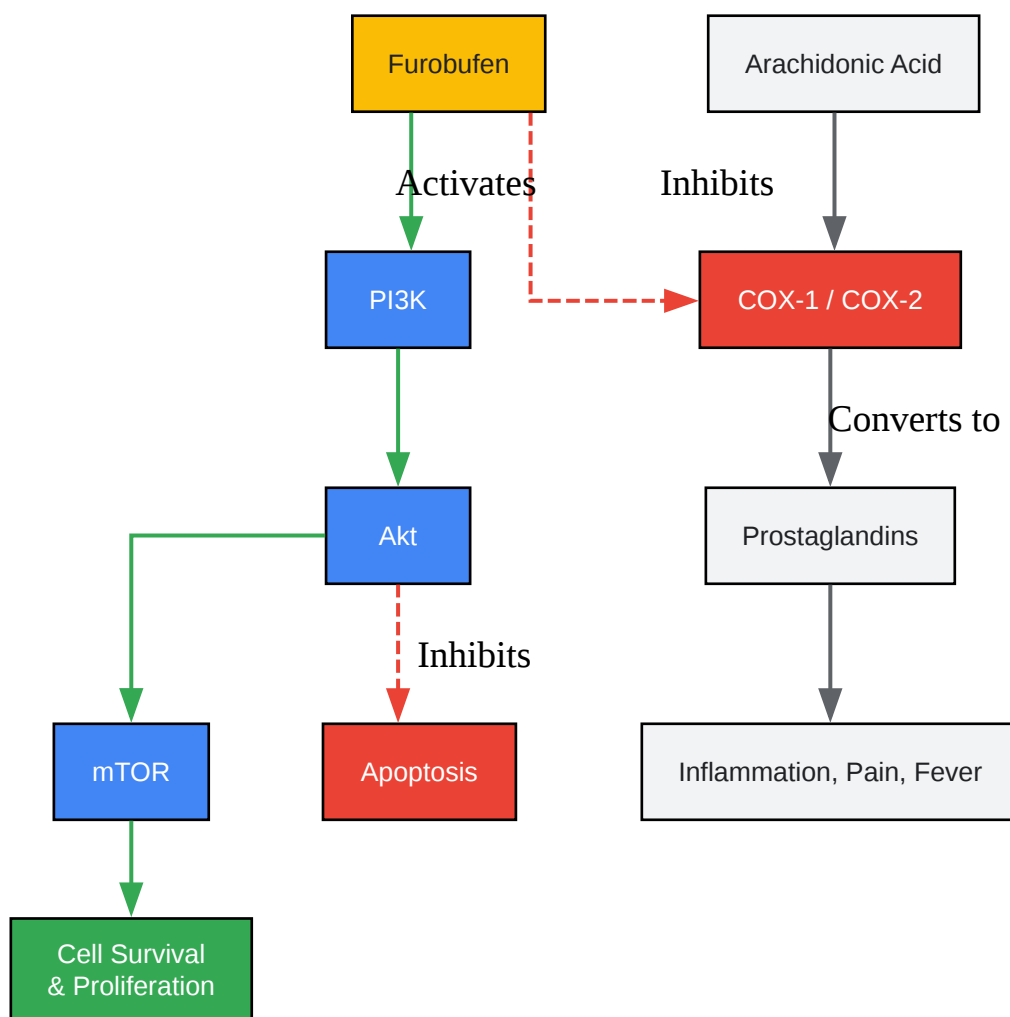 Furobufen
Arachidonic Acid
Activates
Inhibits
PI3K
COX-1 / COX-2
Converts to
Akt
Prostaglandins
Inhibits
mTOR
Apoptosis
Inflammation, Pain, Fever
Cell Survival
& Proliferation